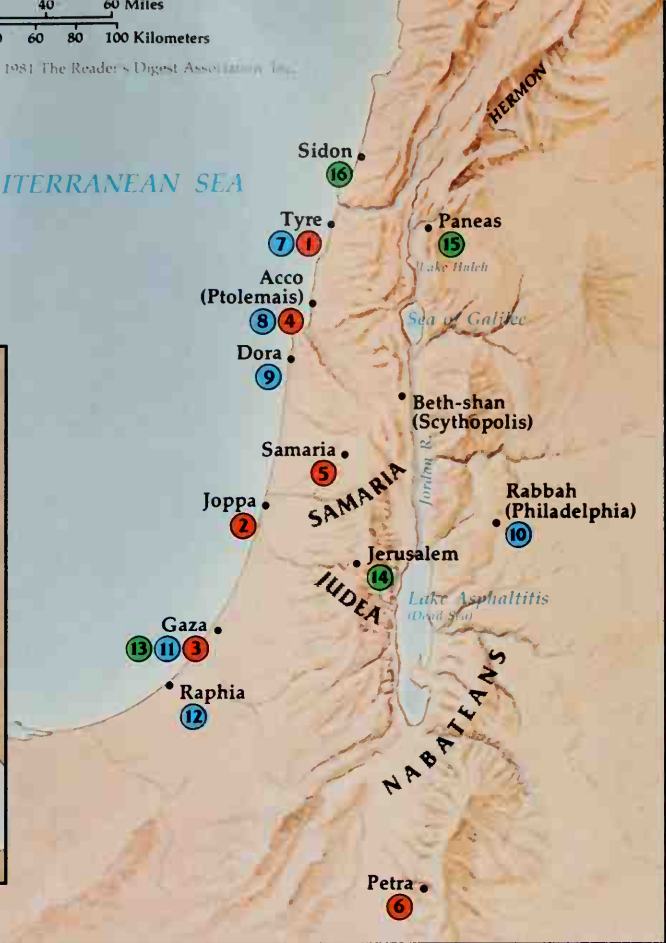 40 60 Miles
60 80 100 Kilometers
1981 The Reader's Digest Association, Inc.
HERMON
Sidon
16
ITERRANEAN SEA
Tyre
7 1
Paneas
15
Lake Huleh
Acco
(Ptolemais)
8 4
Sea of Galilee
Dora
9
Beth-shan
(Scythopolis)
Samaria
5
SAMARIA
Jordan R.
Joppa
2
Rabbah
(Philadelphia)
10
Jerusalem
14
JUDEA
Lake Asphaltitis
(Dead Sea)
Gaza
13 11 3
Raphia
12
NABATEANS
Petra
6